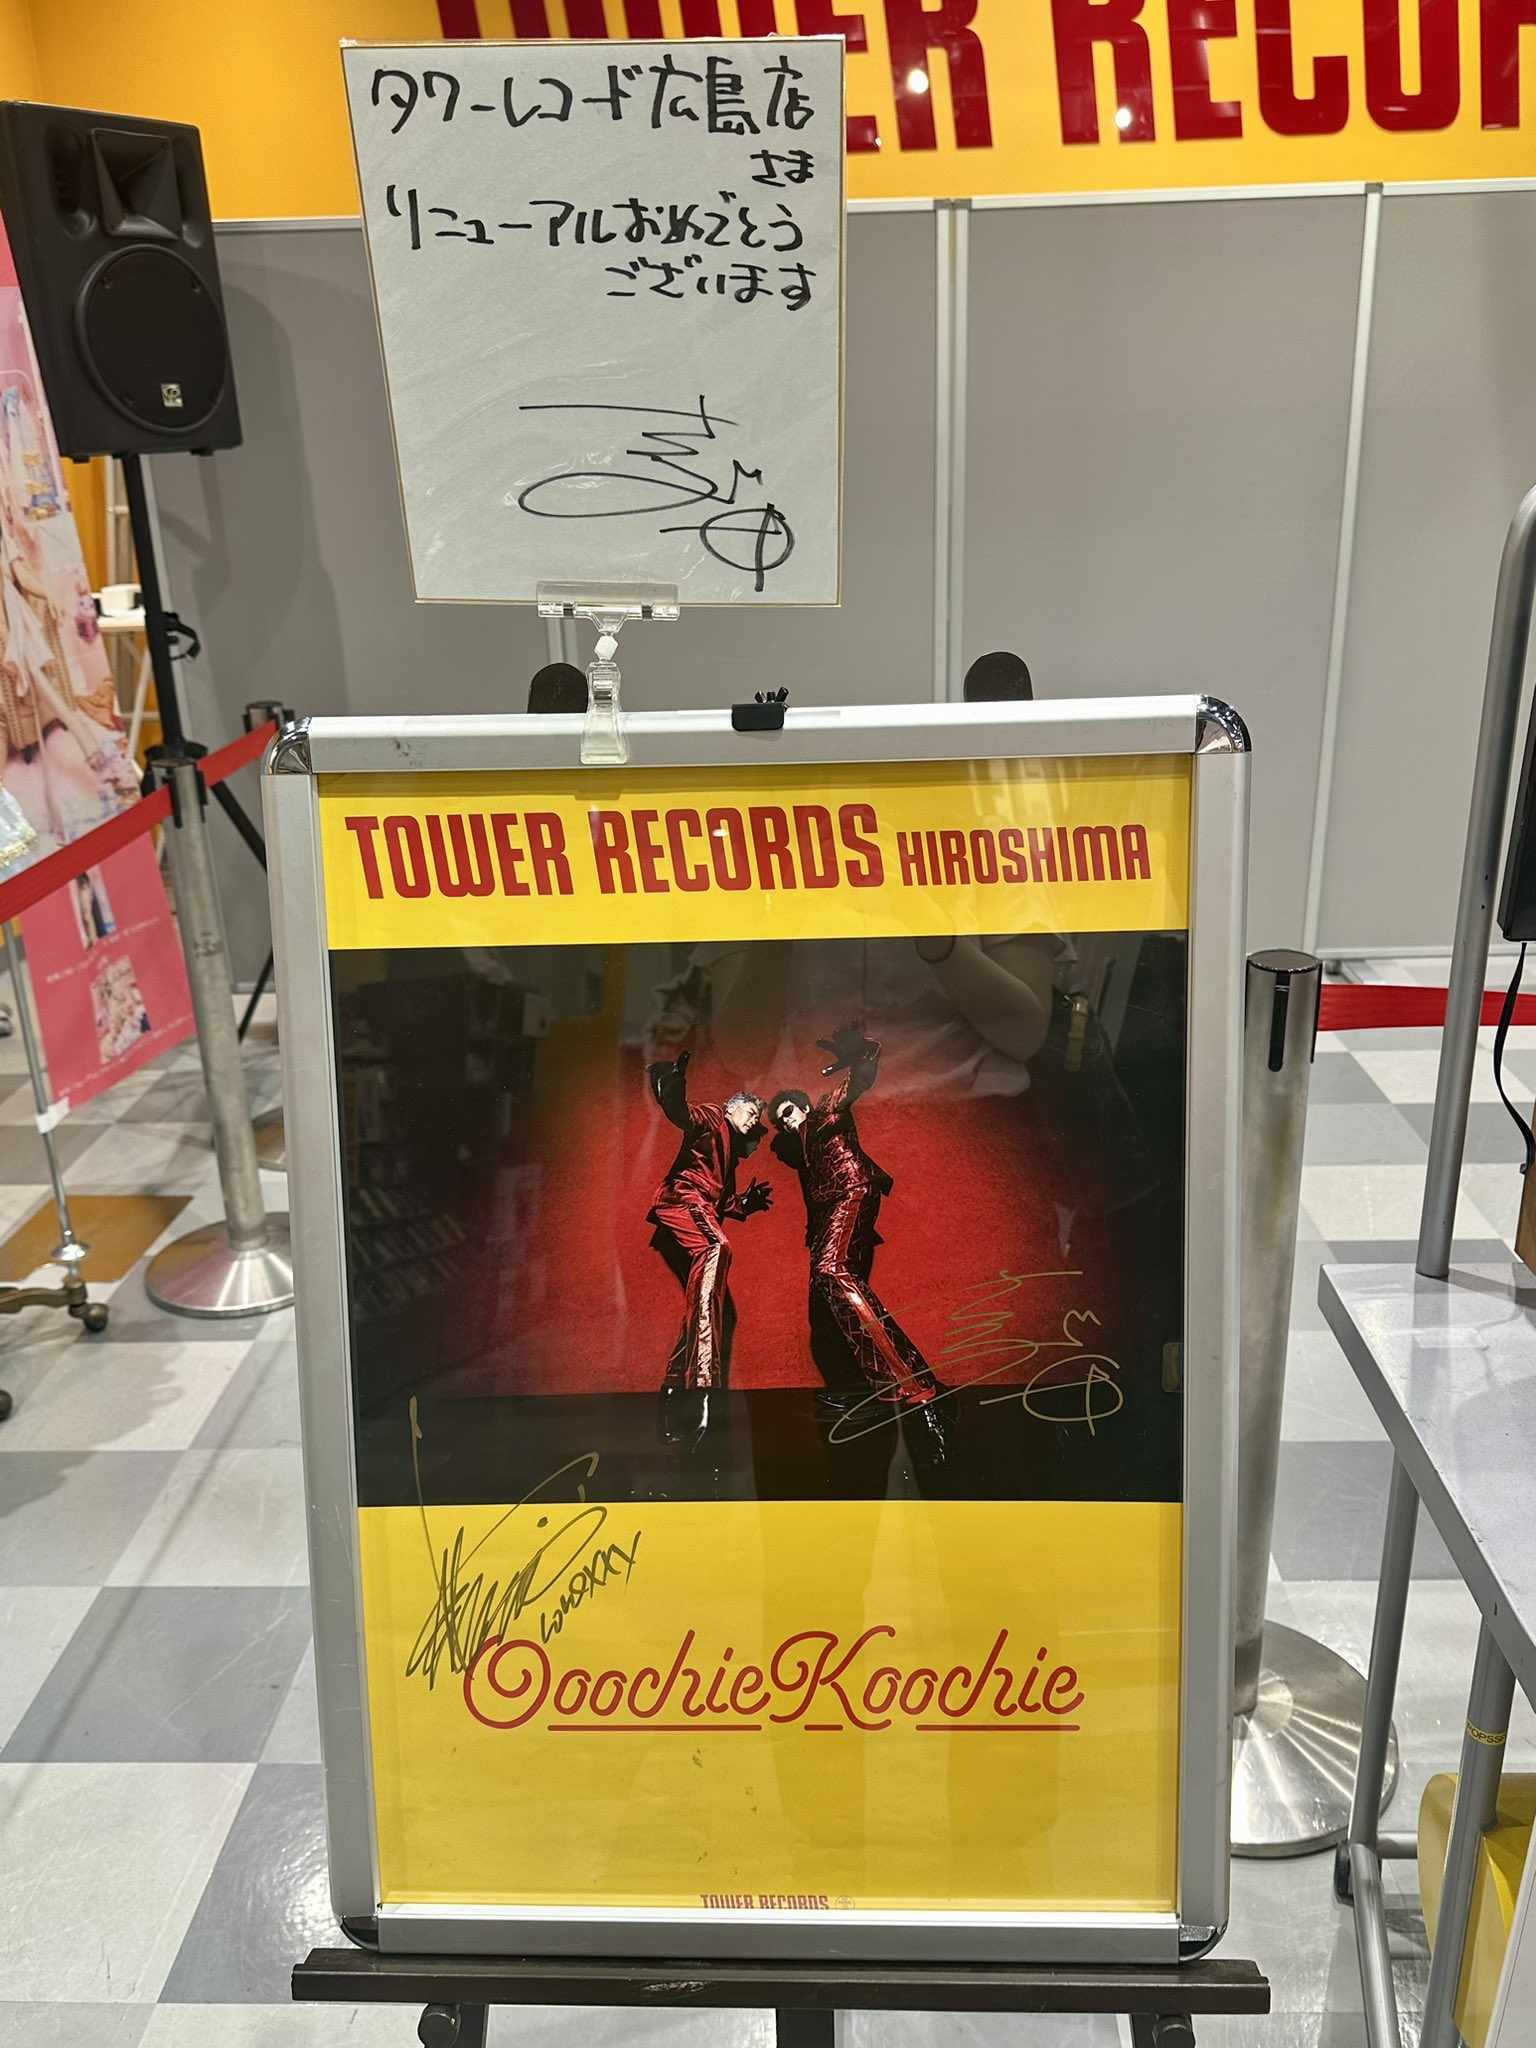 TOWER RECOR
タワーレコード広島店
さま
リニューアルおめでとう
ございます
TOWER RECORDS HIROSHIMA
OoochieKoochie
TOWER RECORDS